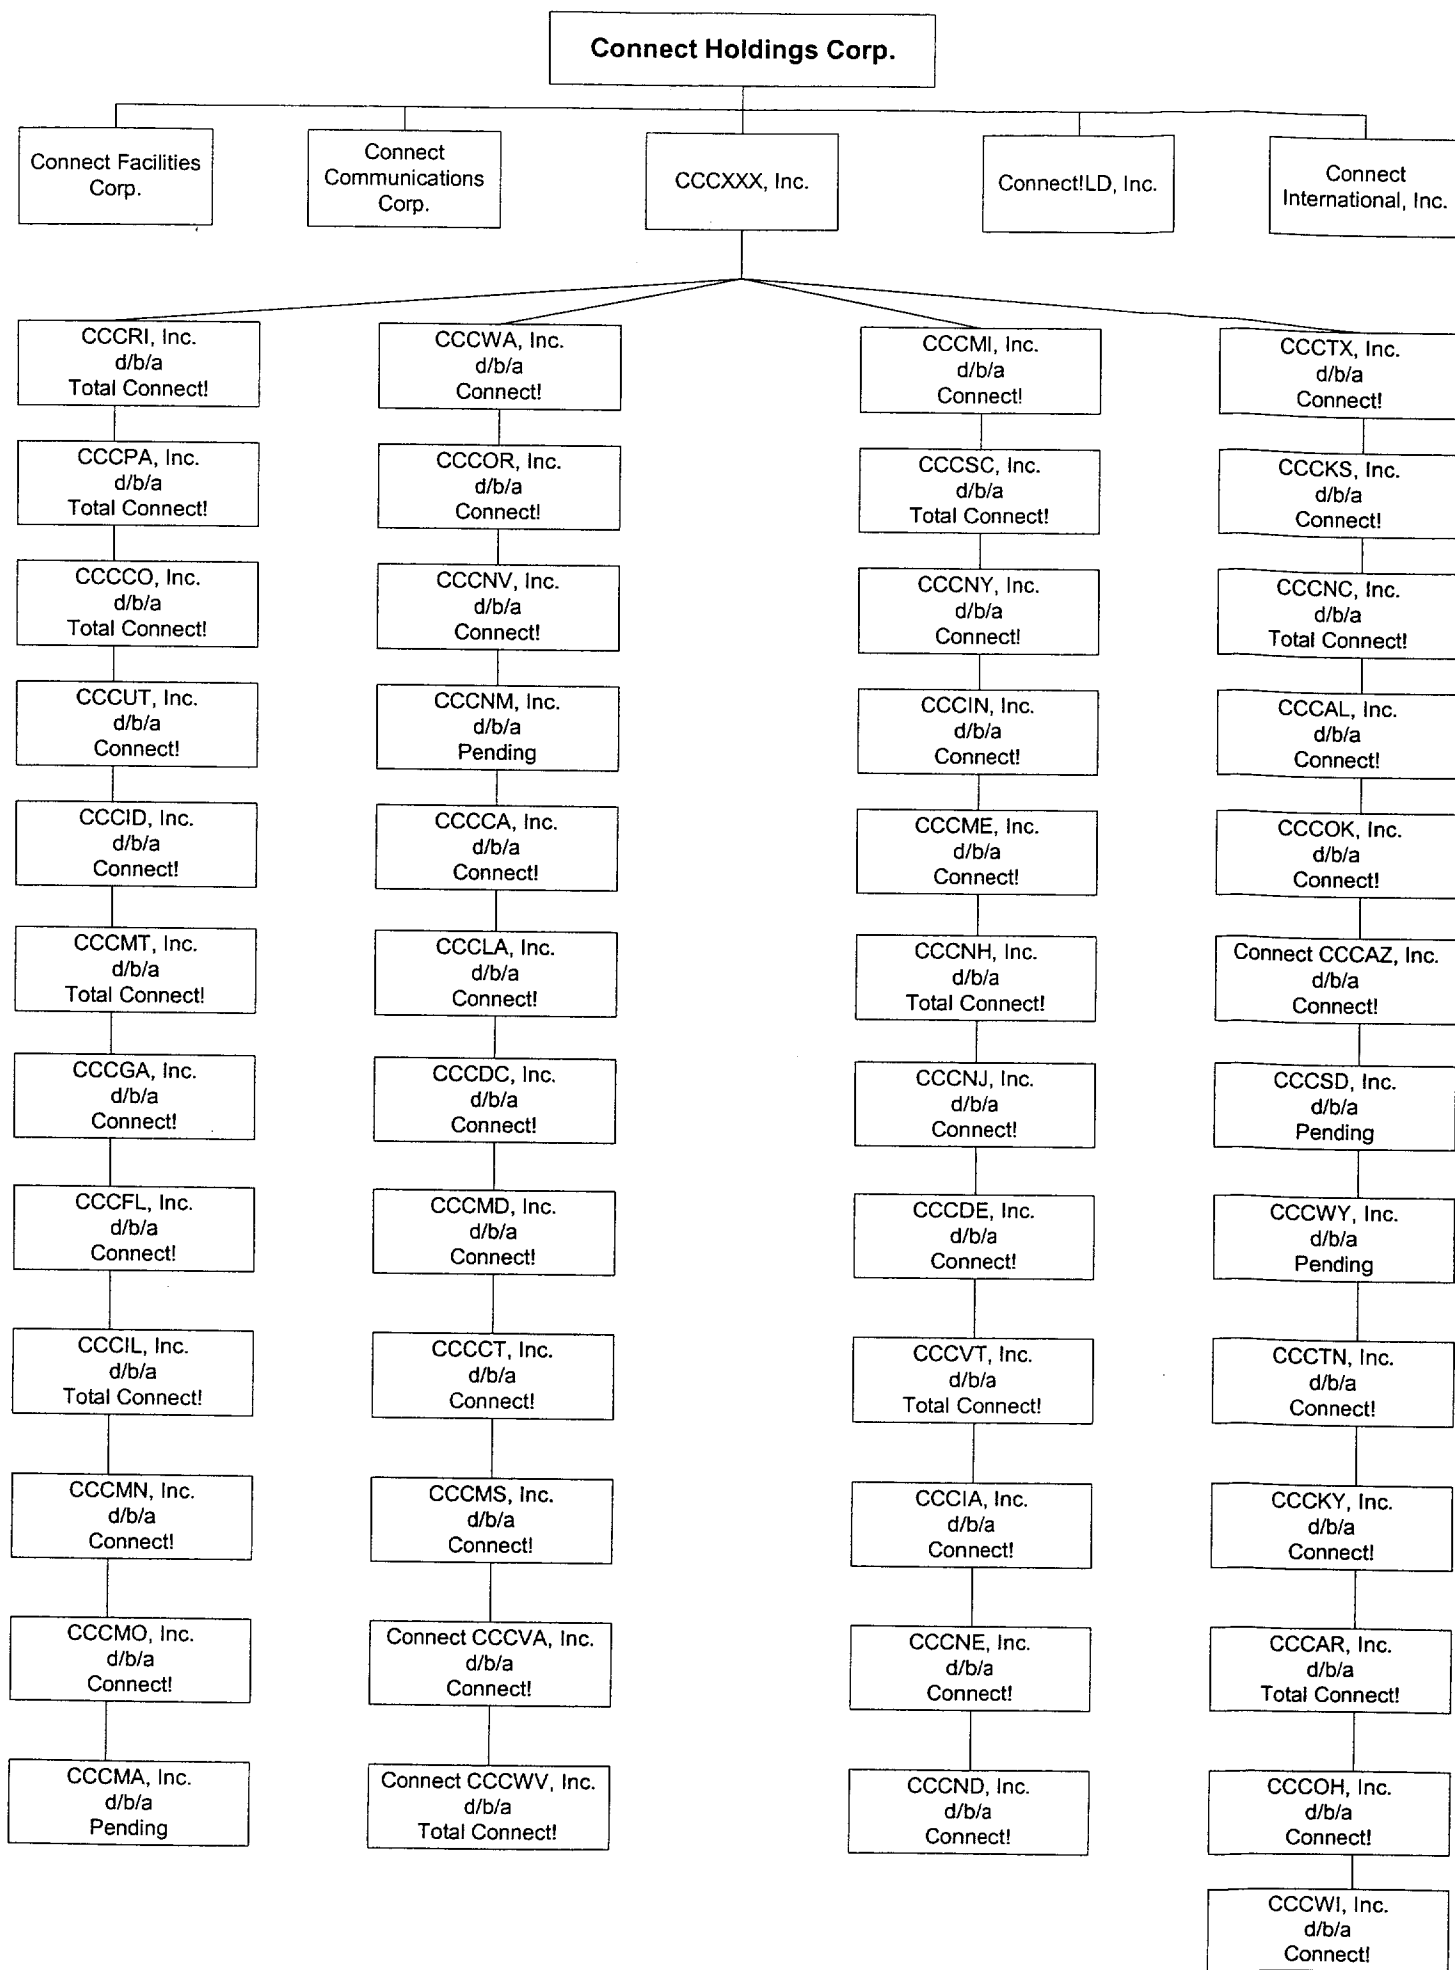 Connect Holdings Corp.
Connect Facilities
Corp.
Connect
Communications
Corp.
CCCXXX, Inc.
Connect!LD, Inc.
Connect
International, Inc.
CCCRI, Inc.
d/b/a
Total Connect!
CCCPA, Inc.
d/b/a
Total Connect!
CCCCO, Inc.
d/b/a
Total Connect!
CCCUT, Inc.
d/b/a
Connect!
CCCID, Inc.
d/b/a
Connect!
CCCMT, Inc.
d/b/a
Total Connect!
CCCGA, Inc.
d/b/a
Connect!
CCCFL, Inc.
d/b/a
Connect!
CCCIL, Inc.
d/b/a
Total Connect!
CCCMN, Inc.
d/b/a
Connect!
CCCMO, Inc.
d/b/a
Connect!
CCCMA, Inc.
d/b/a
Pending
CCCWA, Inc.
d/b/a
Connect!
CCCOR, Inc.
d/b/a
Connect!
CCCNV, Inc.
d/b/a
Connect!
CCCNM, Inc.
d/b/a
Pending
CCCCA, Inc.
d/b/a
Connect!
CCCLA, Inc.
d/b/a
Connect!
CCCDC, Inc.
d/b/a
Connect!
CCCMD, Inc.
d/b/a
Connect!
CCCCT, Inc.
d/b/a
Connect!
CCCMS, Inc.
d/b/a
Connect!
Connect CCCVA, Inc.
d/b/a
Connect!
Connect CCCWV, Inc.
d/b/a
Total Connect!
CCCMI, Inc.
d/b/a
Connect!
CCCSC, Inc.
d/b/a
Total Connect!
CCCNY, Inc.
d/b/a
Connect!
CCCIN, Inc.
d/b/a
Connect!
CCCME, Inc.
d/b/a
Connect!
CCCNH, Inc.
d/b/a
Total Connect!
CCCNJ, Inc.
d/b/a
Connect!
CCCDE, Inc.
d/b/a
Connect!
CCCVT, Inc.
d/b/a
Total Connect!
CCCIA, Inc.
d/b/a
Connect!
CCCNE, Inc.
d/b/a
Connect!
CCCND, Inc.
d/b/a
Connect!
CCCTX, Inc.
d/b/a
Connect!
CCCKS, Inc.
d/b/a
Connect!
CCCNC, Inc.
d/b/a
Total Connect!
CCCAL, Inc.
d/b/a
Connect!
CCCOK, Inc.
d/b/a
Connect!
Connect CCCAZ, Inc.
d/b/a
Connect!
CCCSD, Inc.
d/b/a
Pending
CCCWY, Inc.
d/b/a
Pending
CCCTN, Inc.
d/b/a
Connect!
CCCKY, Inc.
d/b/a
Connect!
CCCAR, Inc.
d/b/a
Total Connect!
CCCOH, Inc.
d/b/a
Connect!
CCCWI, Inc.
d/b/a
Connect!